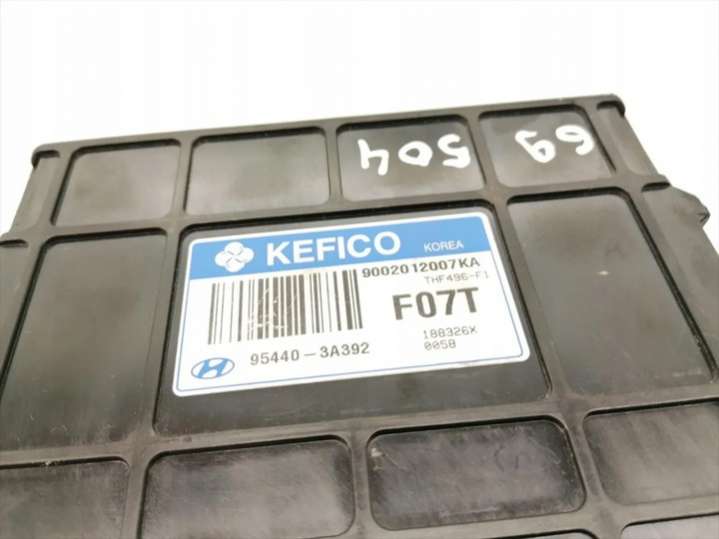 69
504
KEFICO KOREA
9002012007KA
THF496-F1
F07T
188326X
0058
95440-3A392